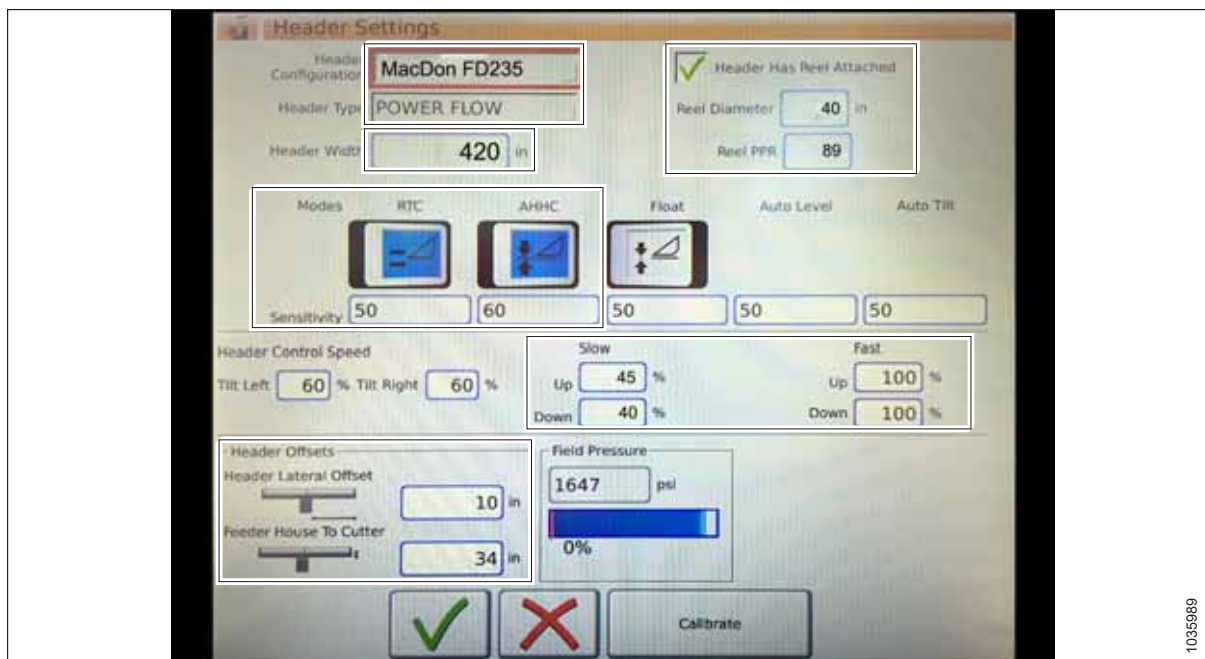 Header Settings
Header Configuration MacDon FD235
Header Has Reel Attached
Header Type POWER FLOW
Reel Diameter 40 in
Header Width 420 in
Reel PPR 89
Modes RTC AHHC Float Auto Level Auto Tilt
Sensitivity 50 60 50 50 50
Header Control Speed Slow Fast
Tilt Left 60 % Tilt Right 60 % Up 45 % Up 100 %
Down 40 % Down 100 %
Header Offsets Field Pressure
Header Lateral Offset
1647 psi
10 in
Feeder House To Cutter
0%
34 in
Calibrate
1035989